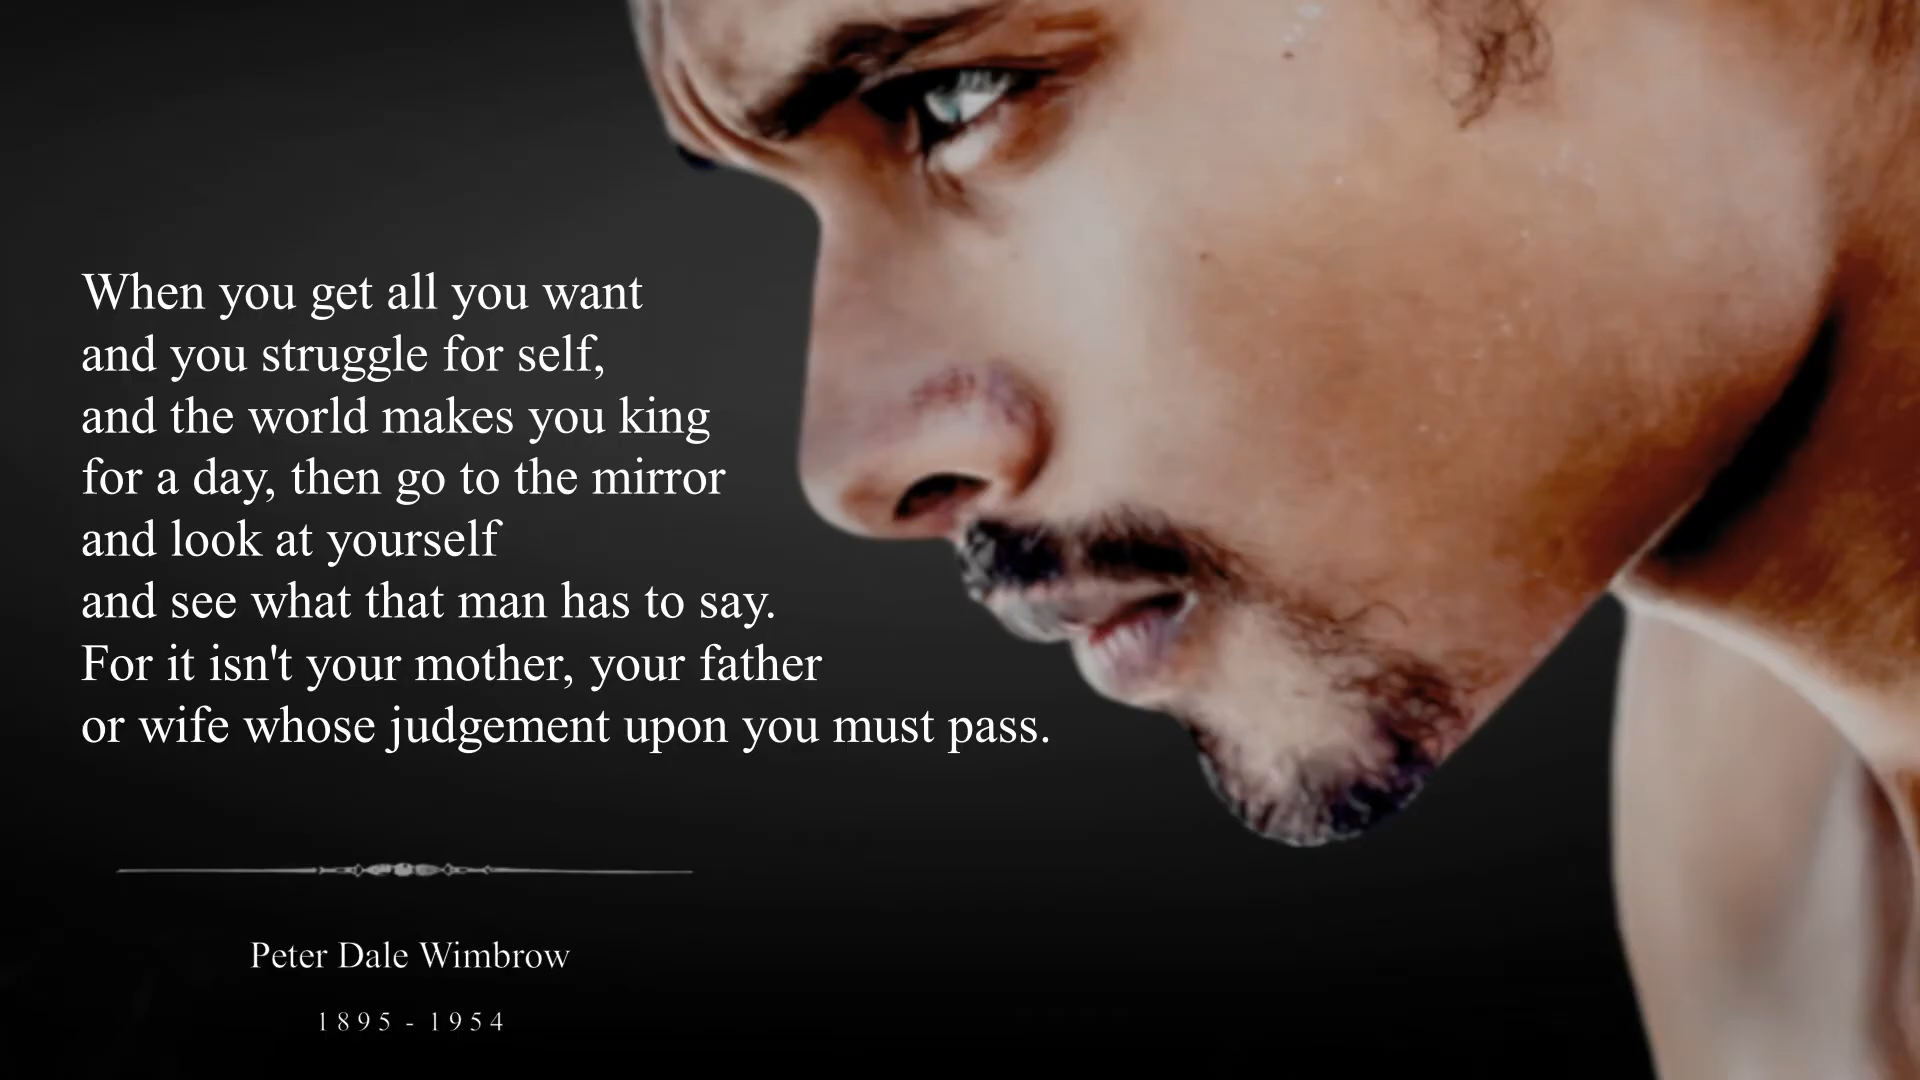 When you get all you want
and you struggle for self,
and the world makes you king
for a day, then go to the mirror
and look at yourself
and see what that man has to say.
For it isn't your mother, your father
or wife whose judgement upon you must pass.
Peter Dale Wimbrow
1895 - 1954